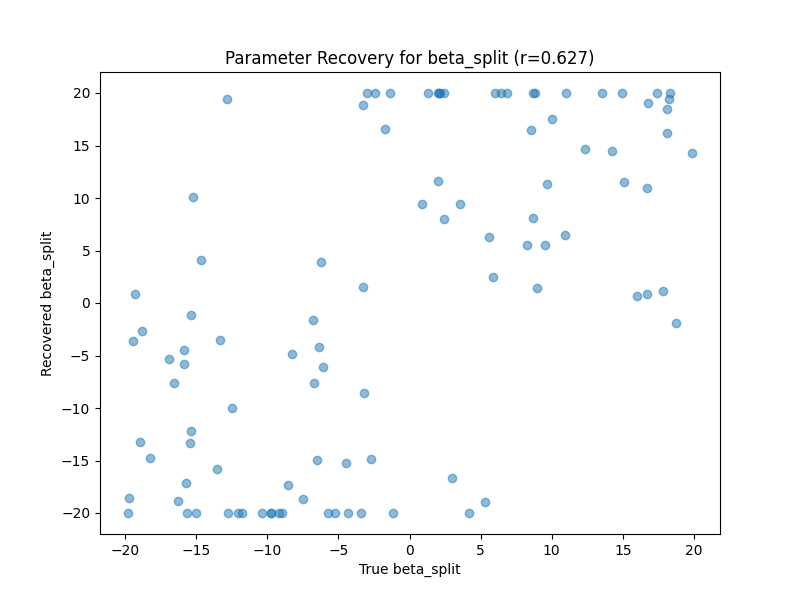 Parameter Recovery for beta_split (r=0.627)
20
15
10
5
0
−5
−10
−15
−20
Recovered beta_split
−20 −15 −10 −5 0 5 10 15 20
True beta_split